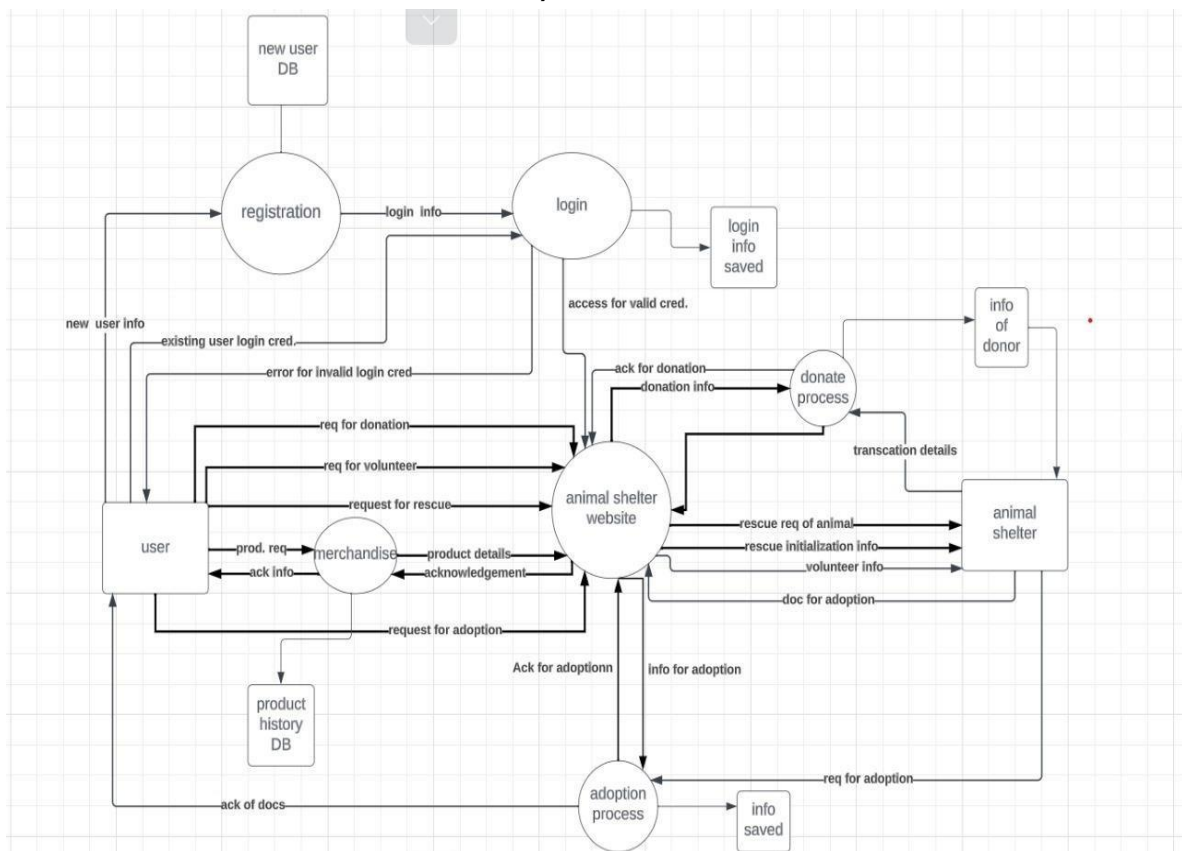 new user
DB
registration
login info
login
login
info
saved
access for valid cred.
info
of
donor
new user info
existing user login cred.
error for invalid login cred
ack for donation
donation info
donate
process
req for donation
transcation details
req for volunteer
request for rescue
animal shelter
website
animal
shelter
rescue req of animal
user
prod. req
merchandise
product details
rescue initialization info
ack info
acknowledgement
volunteer info
doc for adoption
request for adoption
Ack for adoptionn
info for adoption
product
history
DB
req for adoption
ack of docs
adoption
process
info
saved